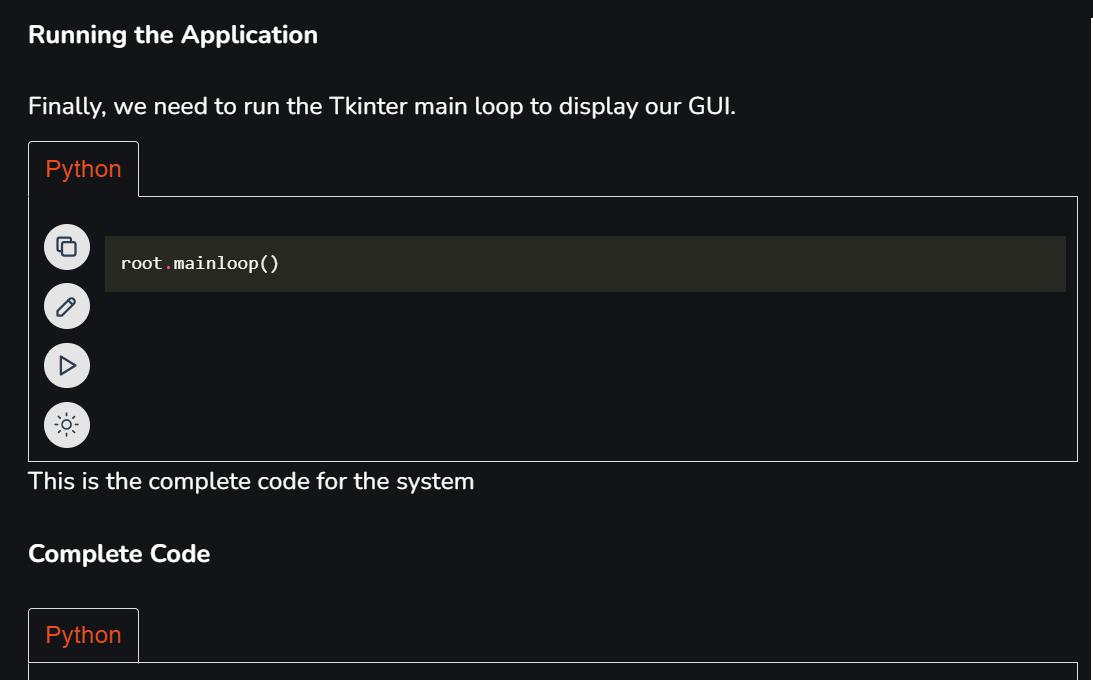 Running the Application
Finally, we need to run the Tkinter main loop to display our GUI.
Python
root.mainloop()
This is the complete code for the system
Complete Code
Python